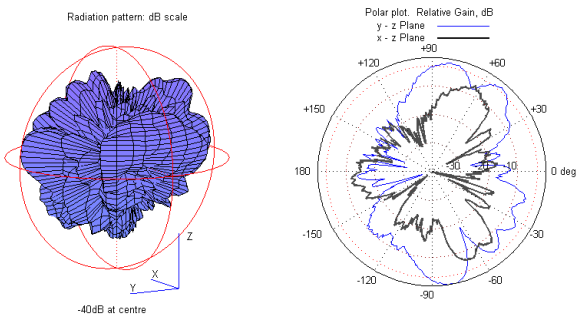 Radiation pattern: dB scale
Z
X
Y
-40dB at centre
Polar plot. Relative Gain, dB
y - z Plane
x - z Plane
+90
+120
+60
+150
+30
180
-30
-10
0 deg
-150
-30
-120
-60
-90